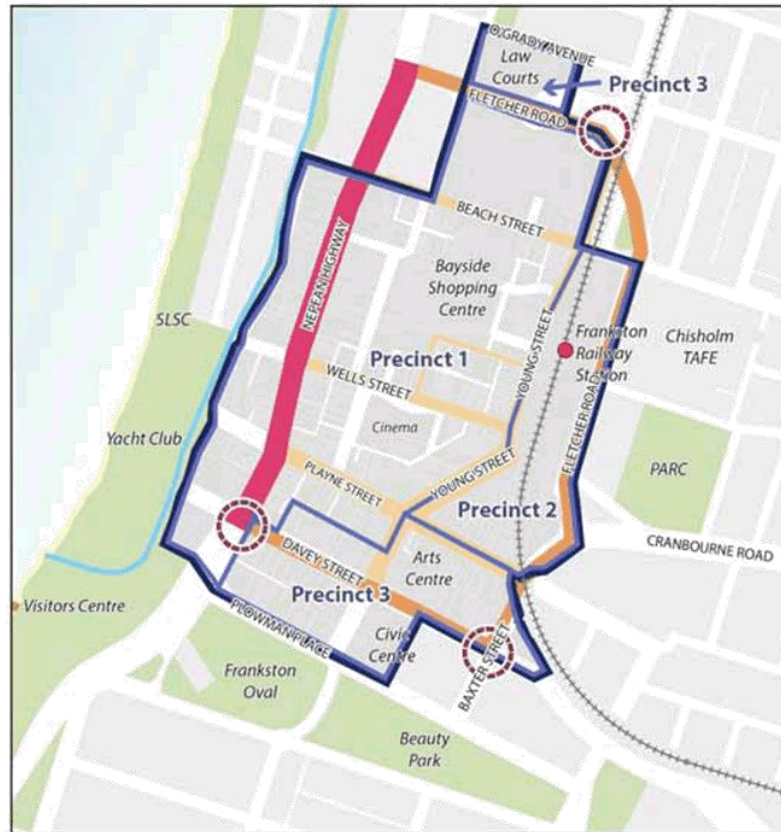 O'GRADY AVENUE
Law
Courts
Precinct 3
FLETCHER ROAD
BEACH STREET
NEPEAN HIGHWAY
Bayside
Shopping
Centre
SLSC
YOUNG STREET
Frankston
Railway
Station
Chisholm
TAFE
Precinct 1
WELLS STREET
Cinema
FLETCHER ROAD
Yacht Club
PARC
PLAYNE STREET
YOUNG STREET
Precinct 2
CRANBOURNE ROAD
DAVEY STREET
Arts
Centre
Precinct 3
Visitors Centre
PLOWMAN PLACE
Civic
Centre
BAXTER STREET
Frankston
Oval
Beauty
Park